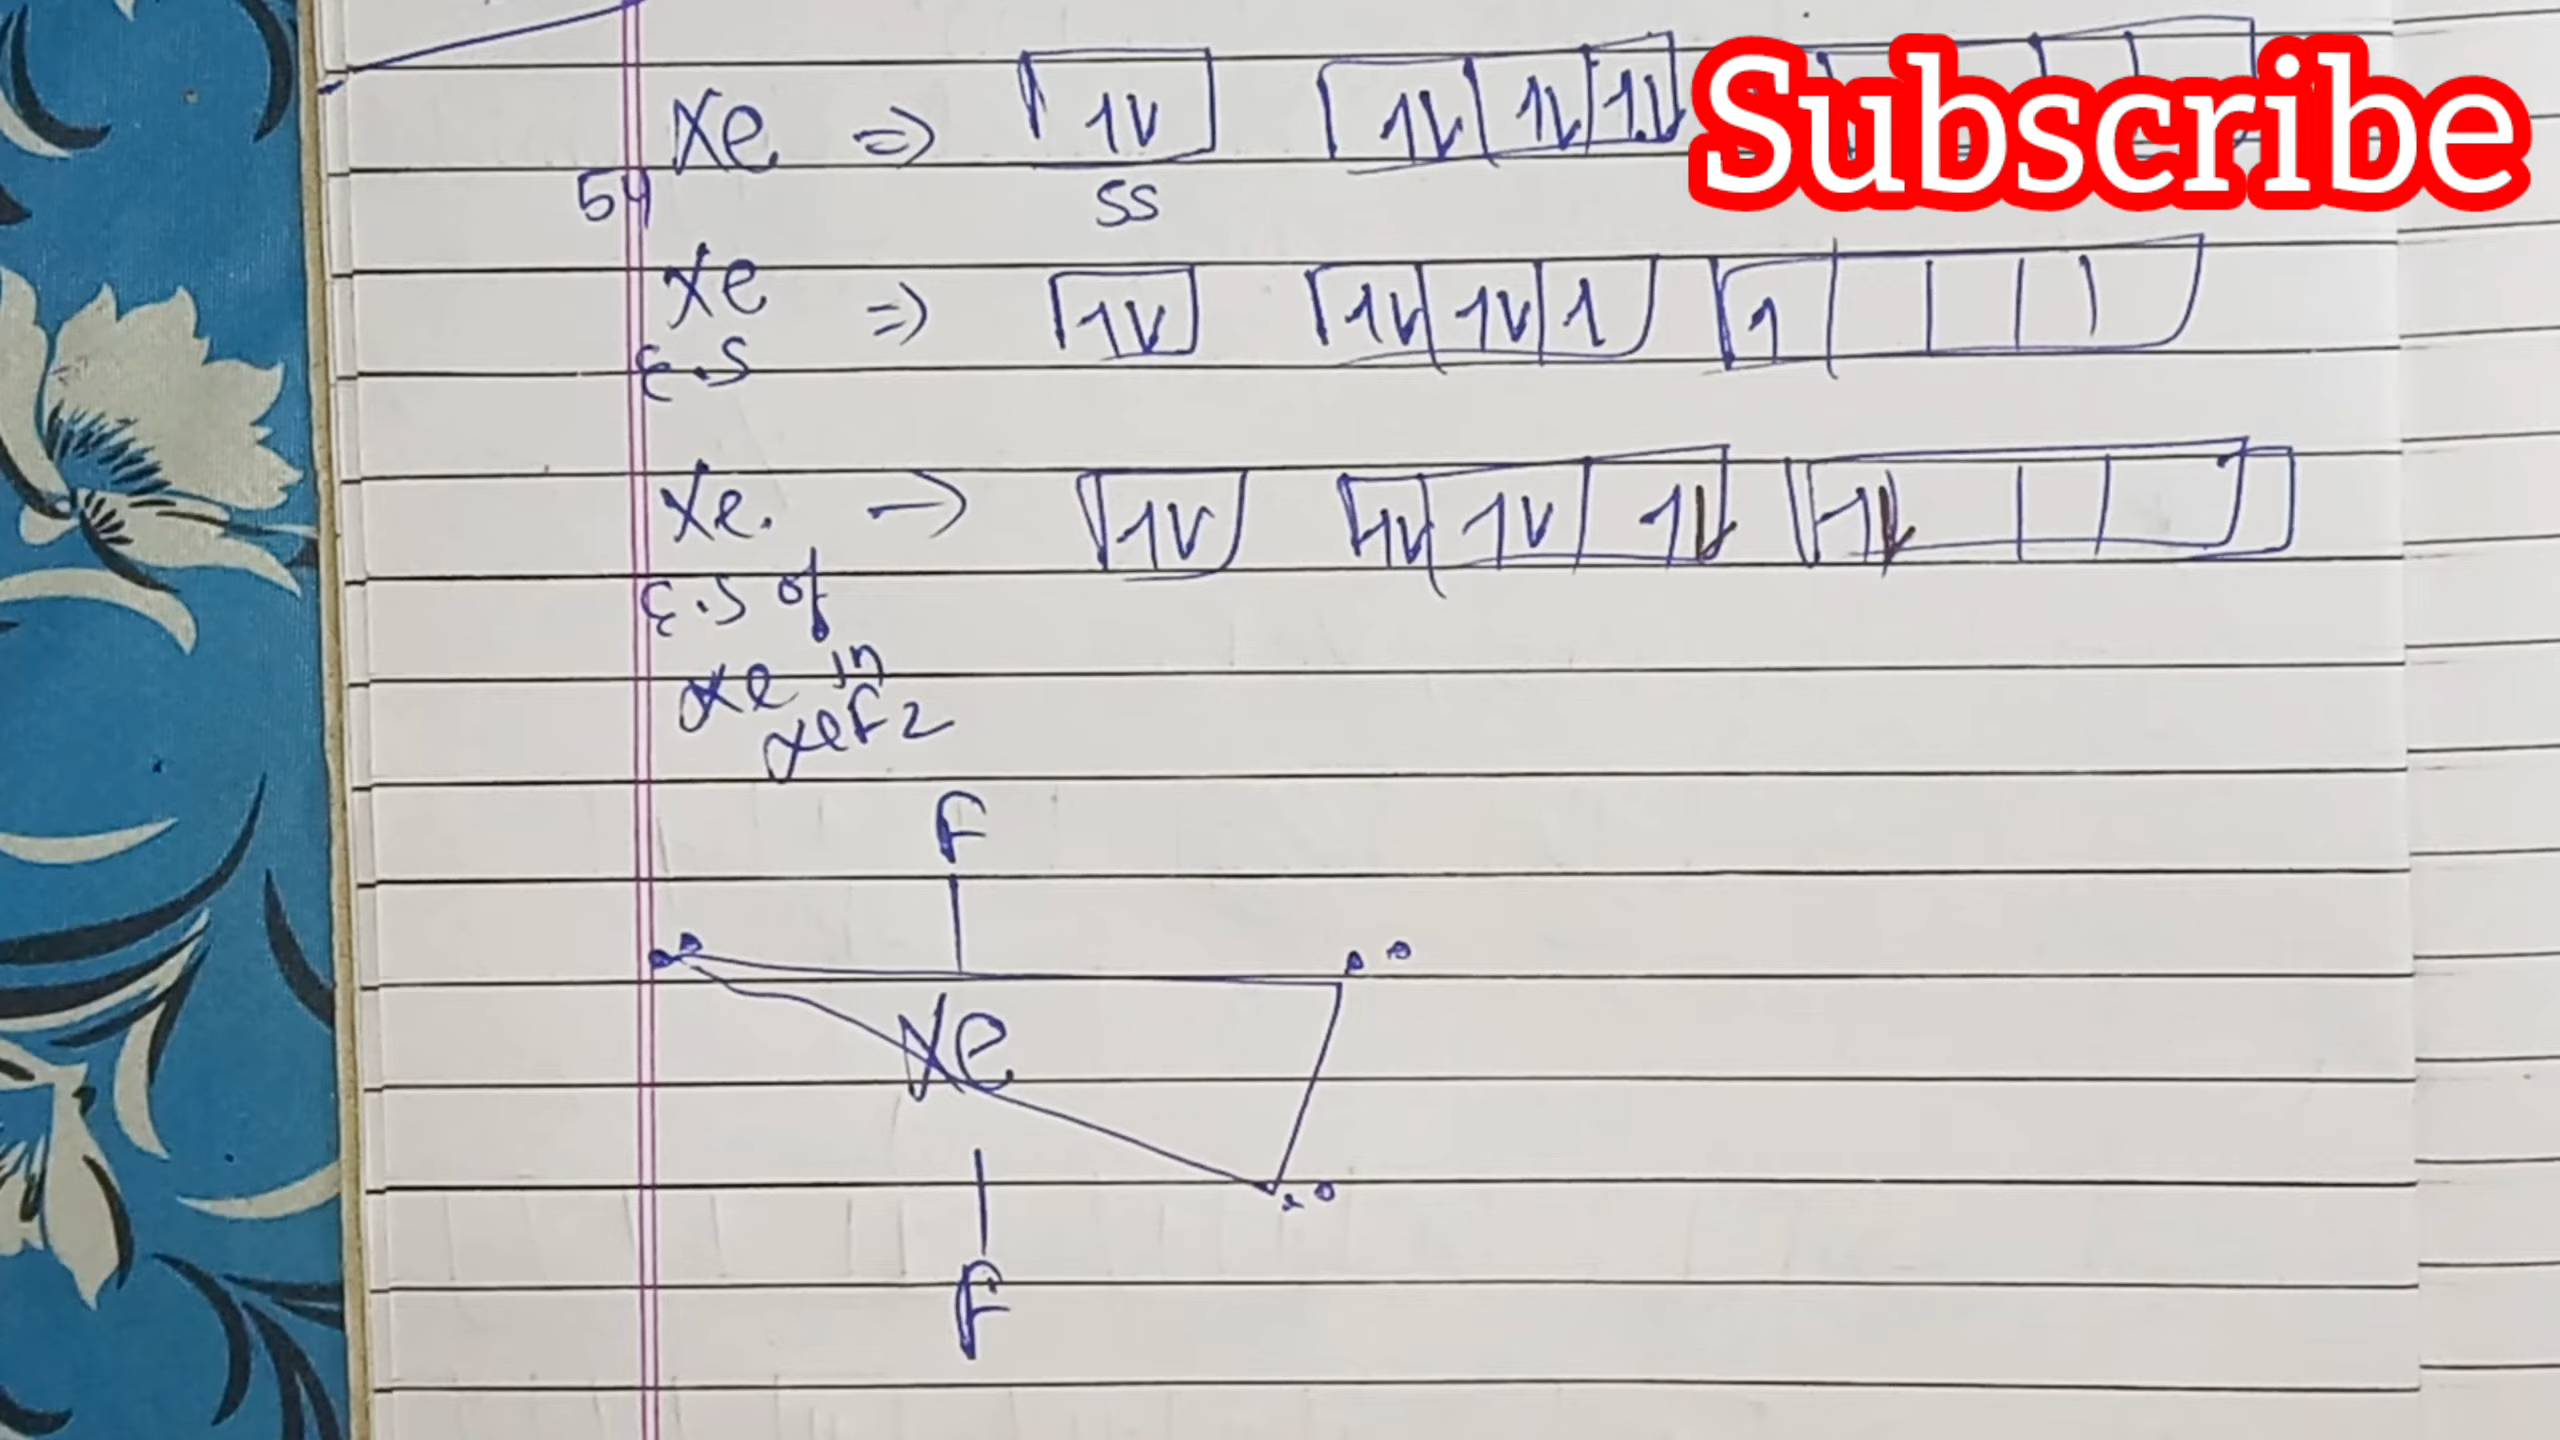 Subscribe
Xe ⇒ 1V 1V 1V 1V
54 5S
Xe ⇒ 1V 1V 1V 1 1
E.S
Xe. → 1V 1V 1V 1V 1V
E.S of
Xe in
XeF2
F
Xe
F